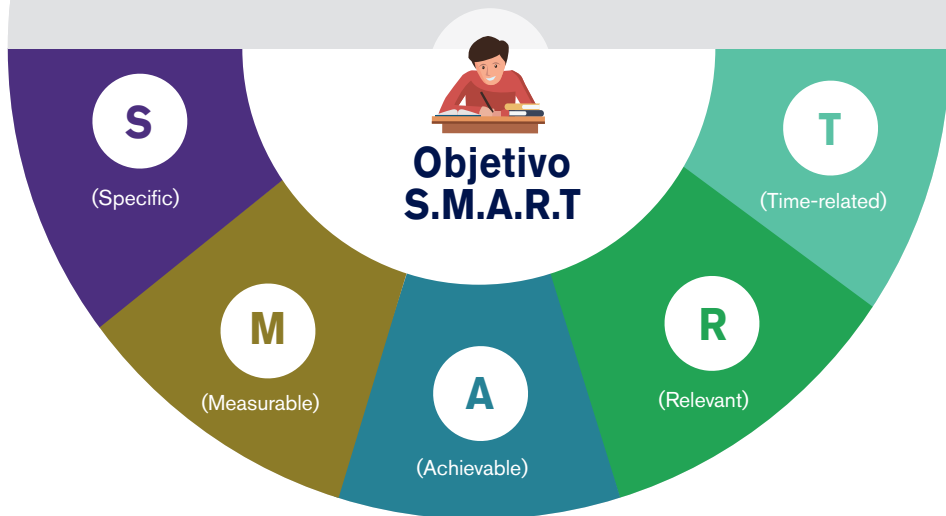 Objetivo
S.M.A.R.T
S
(Specific)
M
(Measurable)
A
(Achievable)
R
(Relevant)
T
(Time-related)